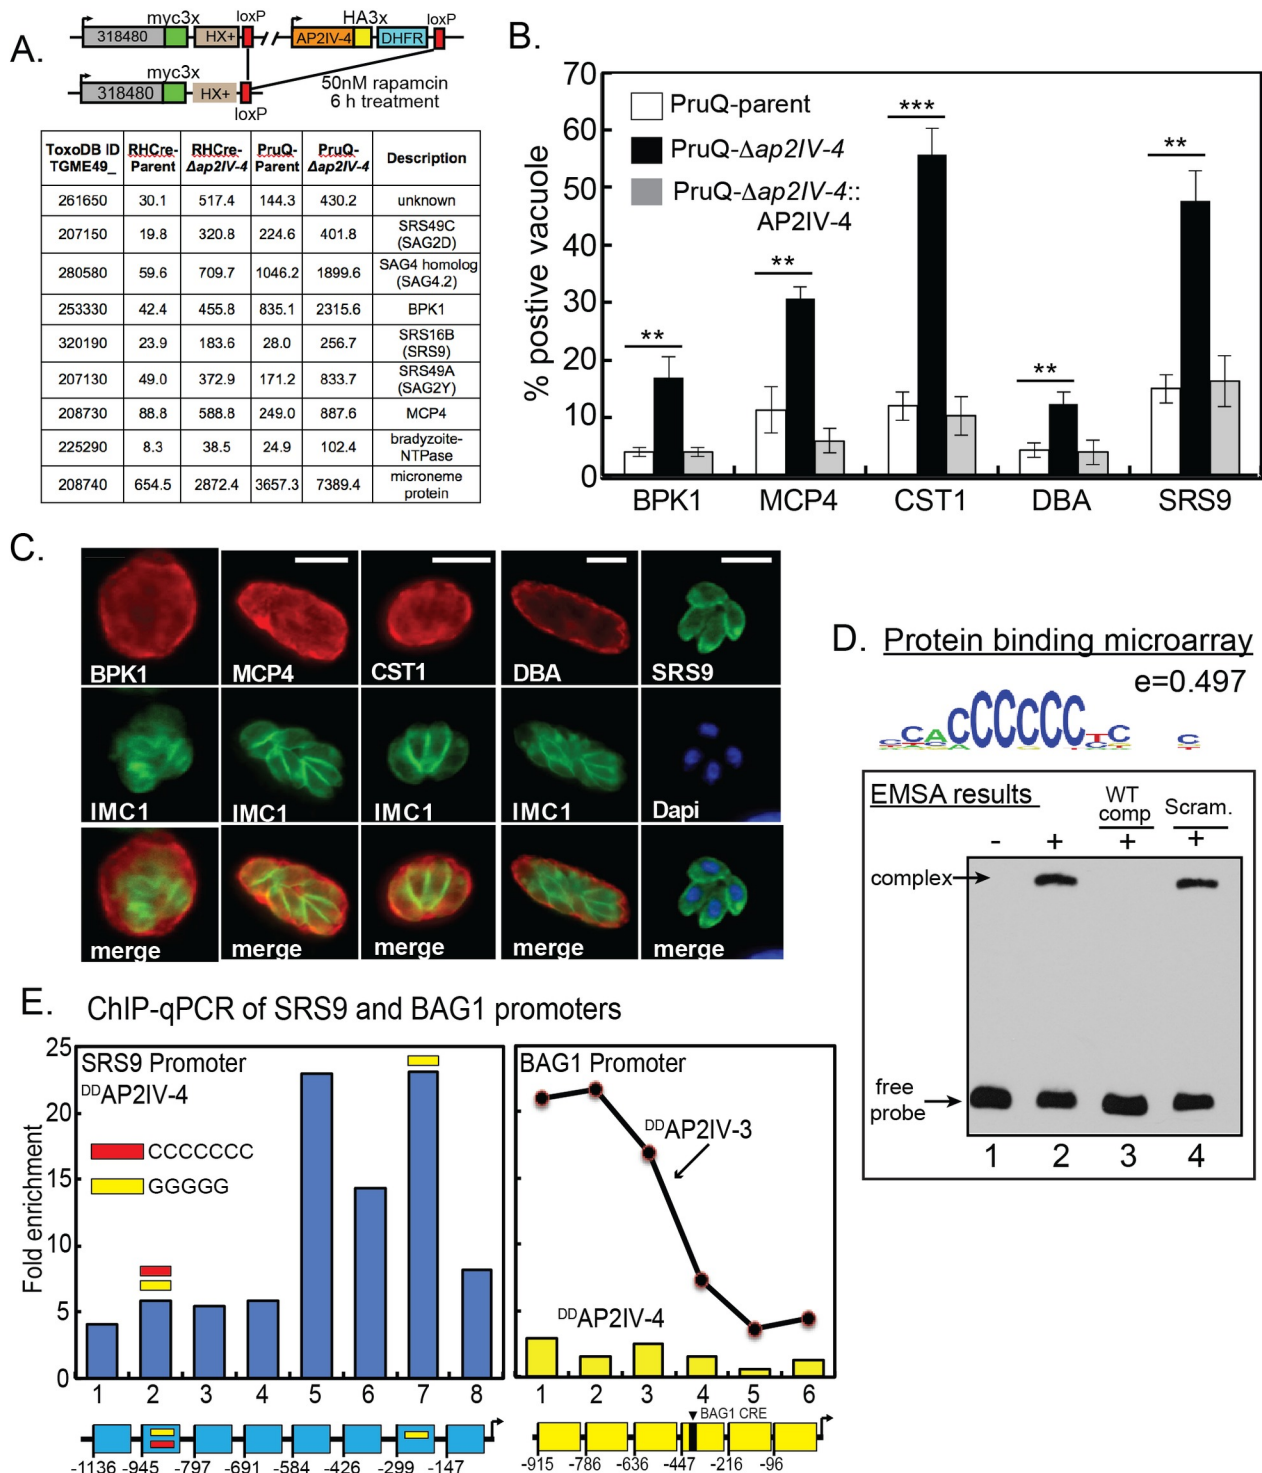 A.
myc3x
loxP
HA3x
loxP
318480
HX+
AP2IV-4
DHFR
myc3x
318480
HX+
loxP
50nM rapamcin
6 h treatment
ToxoDB ID TGME49_ RHCre-Parent RHCre-Δap2IV-4 PruQ-Parent PruQ-Δap2IV-4 Description
261650 30.1 517.4 144.3 430.2 unknown
207150 19.8 320.8 224.6 401.8 SRS49C (SAG2D)
280580 59.6 709.7 1046.2 1899.6 SAG4 homolog (SAG4.2)
253330 42.4 455.8 835.1 2315.6 BPK1
320190 23.9 183.6 28.0 256.7 SRS16B (SRS9)
207130 49.0 372.9 171.2 833.7 SRS49A (SAG2Y)
208730 88.8 588.8 249.0 887.6 MCP4
225290 8.3 38.5 24.9 102.4 bradyzoite-NTPase
208740 654.5 2872.4 3657.3 7389.4 microneme protein
B.
% postive vacuole
70
60
50
40
30
20
10
0
PruQ-parent
PruQ-Δap2IV-4
PruQ-Δap2IV-4::
AP2IV-4
**
**
***
**
**
BPK1 MCP4 CST1 DBA SRS9
C.
BPK1 MCP4 CST1 DBA SRS9
IMC1 IMC1 IMC1 IMC1 Dapi
merge merge merge merge merge
D. Protein binding microarray
e=0.497
CCACCCCCCTC C
EMSA results
WT comp
Scram.
- + + +
complex
free probe
1 2 3 4
E. ChIP-qPCR of SRS9 and BAG1 promoters
Fold enrichment
25
20
15
10
5
0
SRS9 Promoter
DDAP2IV-4
CCCCCCC
GGGGG
1 2 3 4 5 6 7 8
-1136 -945 -797 -691 -584 -426 -299 -147
BAG1 Promoter
DDAP2IV-3
DDAP2IV-4
1 2 3 4 5 6
BAG1 CRE
-915 -786 -636 -447 -216 -96